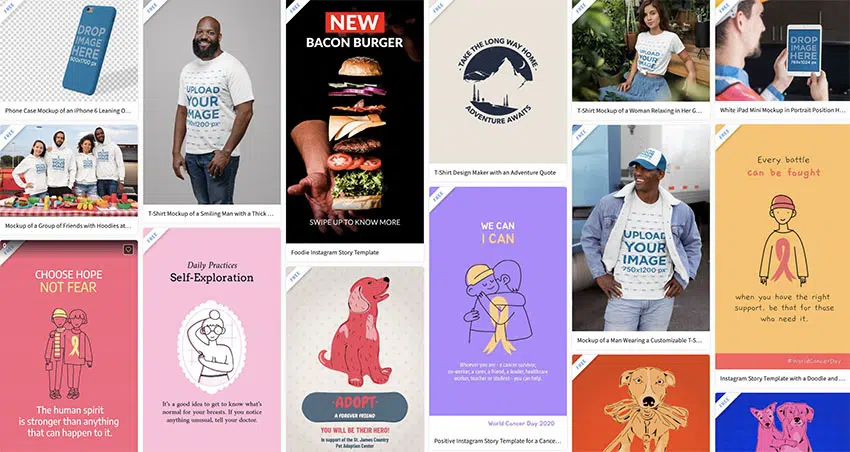 FREE
DROP
IMAGE
HERE
Phone Case Mockup of an iPhone 6 Leaning O...
FREE
Mockup of a Group of Friends with Hoodies at...
FREE
CHOOSE HOPE
NOT FEAR
The human spirit
is stronger than anything
that can happen to it.
FREE
UPLOAD
YOUR
IMAGE
750x1200 px
T-Shirt Mockup of a Smiling Man with a Thick ...
FREE
Daily Practices
Self-Exploration
It's a good idea to get to know what's
normal for your breasts. If you notice
anything unusual, tell your doctor.
FREE
NEW
BACON BURGER
SWIPE UP TO KNOW MORE
Foodie Instagram Story Template
FREE
ADOPT
A FOREVER FRIEND
YOU WILL BE THEIR HERO!
In support of the St. James Country
Pet Adoption Center
FREE
TAKE THE LONG WAY HOME
ADVENTURE AWAITS
T-Shirt Design Maker with an Adventure Quote
FREE
WE CAN
I CAN
Whoever you are - a cancer survivor,
co-worker, a carer, a friend, a leader, healthcare
worker, teacher or student - you can help.
World Cancer Day 2020
Positive Instagram Story Template for a Cance...
FREE
UPLOAD
YOUR
IMAGE
T-Shirt Mockup of a Woman Relaxing in Her G...
FREE
UPLOAD
YOUR
IMAGE
750x1200 px
Mockup of a Man Wearing a Customizable T-S...
FREE
FREE
DROP
IMAGE
HERE
768x1024 px
White iPad Mini Mockup in Portrait Position H...
FREE
Every battle
can be fought
when you have the right
support. be that for those
who need it.
#WorldCancerDay
Instagram Story Template with a Doodle and ...
FREE